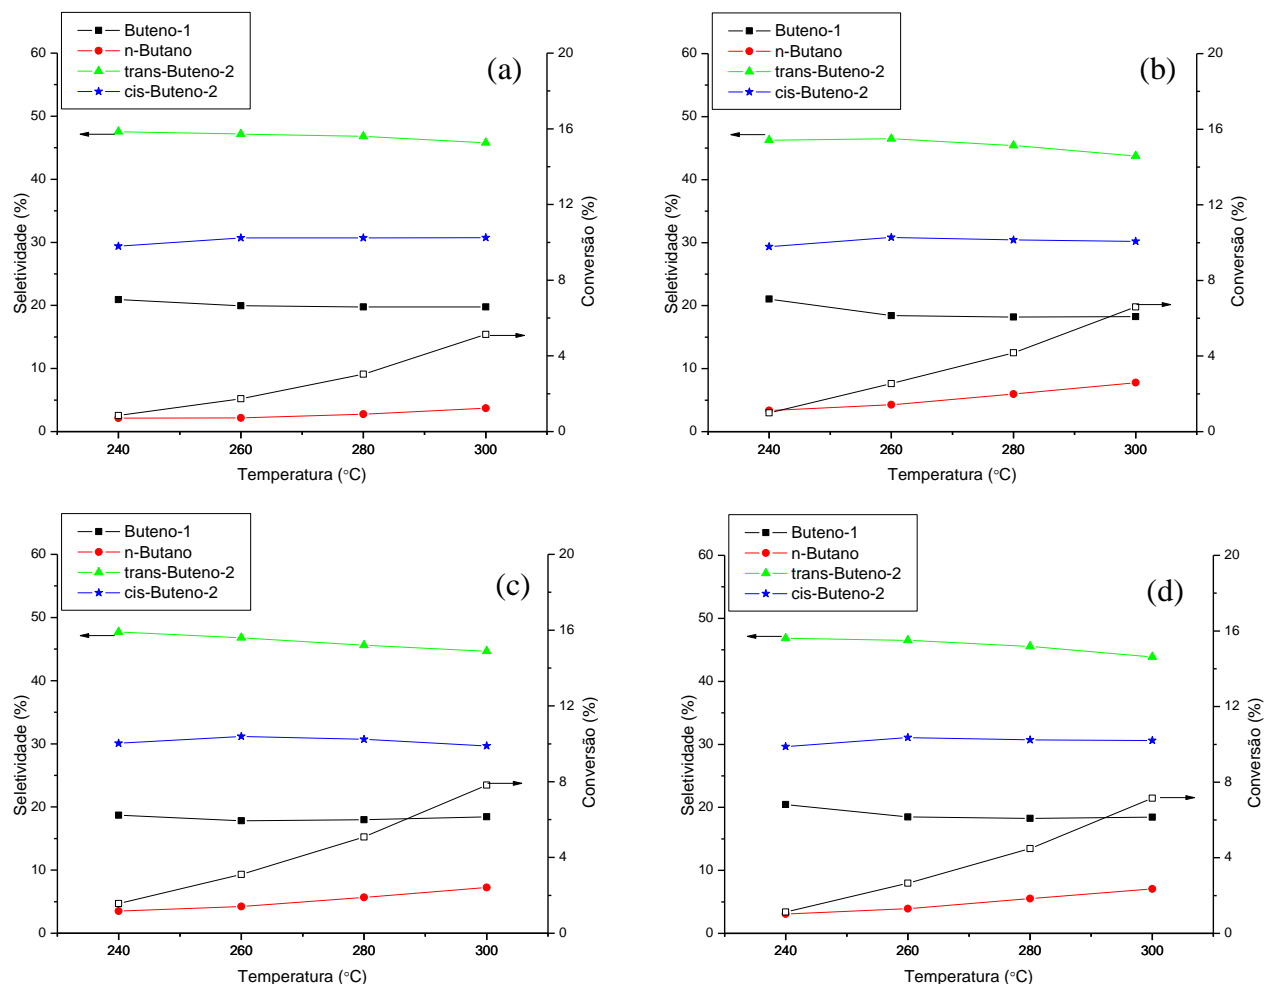 Buteno-1
n-Butano
trans-Buteno-2
cis-Buteno-2
(a)
60
50
40
30
20
10
0
Seletividade (%)
20
16
12
8
4
0
Conversão (%)
240
260
280
300
Temperatura (°C)
Buteno-1
n-Butano
trans-Buteno-2
cis-Buteno-2
(b)
60
50
40
30
20
10
0
Seletividade (%)
20
16
12
8
4
0
Conversão (%)
240
260
280
300
Temperatura (°C)
Buteno-1
n-Butano
trans-Buteno-2
cis-Buteno-2
(c)
60
50
40
30
20
10
0
Seletividade (%)
20
16
12
8
4
0
Conversão (%)
240
260
280
300
Temperatura (°C)
Buteno-1
n-Butano
trans-Buteno-2
cis-Buteno-2
(d)
60
50
40
30
20
10
0
Seletividade (%)
20
16
12
8
4
0
Conversão (%)
240
260
280
300
Temperatura (°C)